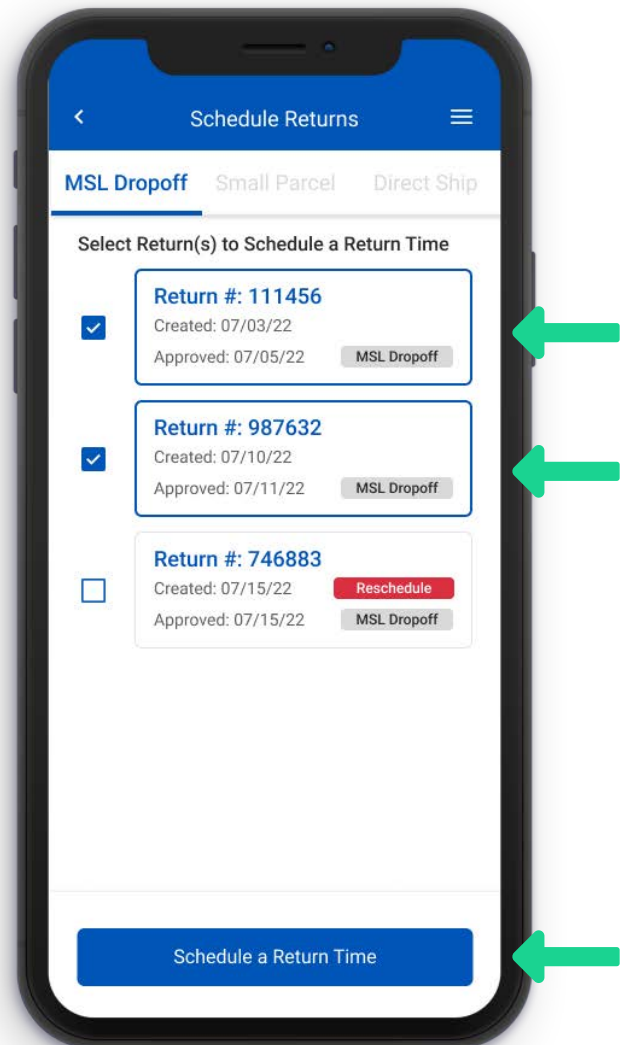 Schedule Returns
MSL Dropoff Small Parcel Direct Ship
Select Return(s) to Schedule a Return Time
Return #: 111456
Created: 07/03/22
Approved: 07/05/22 MSL Dropoff
Return #: 987632
Created: 07/10/22
Approved: 07/11/22 MSL Dropoff
Return #: 746883
Created: 07/15/22 Reschedule
Approved: 07/15/22 MSL Dropoff
Schedule a Return Time